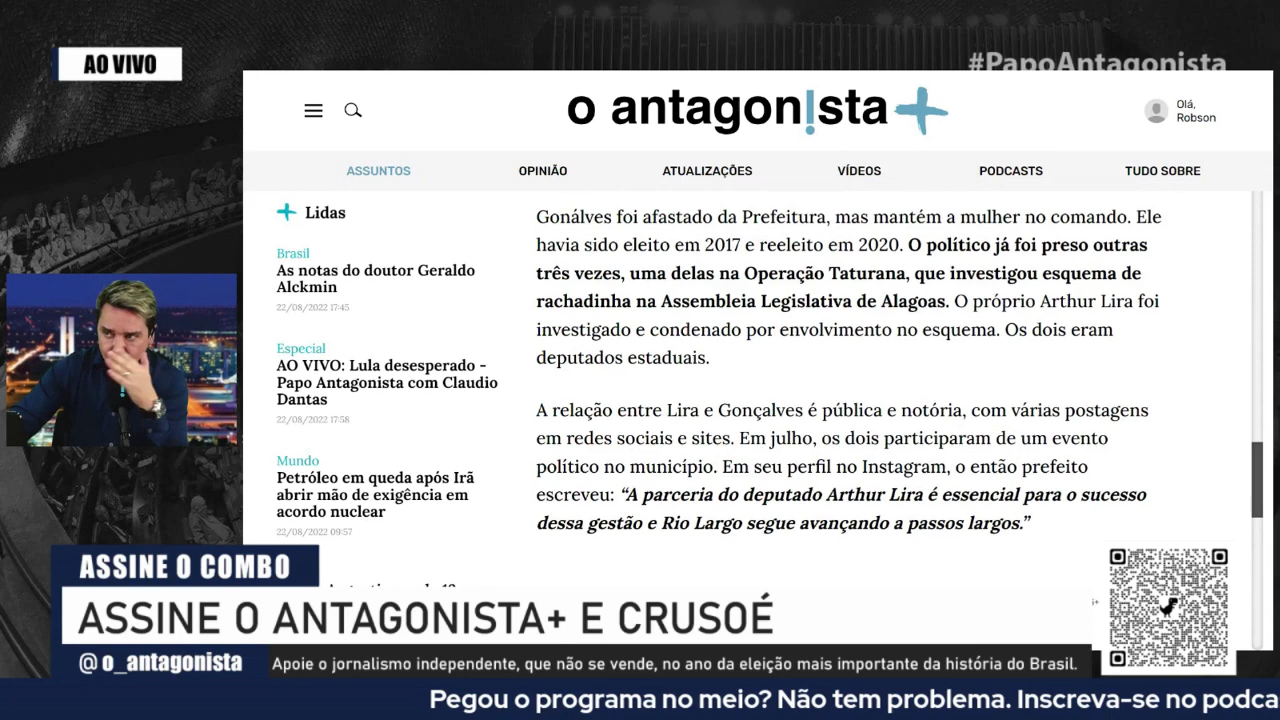 AO VIVO
#PapoAntagonista
o antagonista
Olá,
Robson
ASSUNTOS
OPINIÃO
ATUALIZAÇÕES
VÍDEOS
PODCASTS
TUDO SOBRE
Lidas
Brasil
As notas do doutor Geraldo
Alckmin
22/08/2022 17:45
Especial
AO VIVO: Lula desesperado -
Papo Antagonista com Claudio
Dantas
22/08/2022 17:58
Mundo
Petróleo em queda após Irã
abrir mão de exigência em
acordo nuclear
22/08/2022 09:57
Gonálves foi afastado da Prefeitura, mas mantém a mulher no comando. Ele
havia sido eleito em 2017 e reeleito em 2020. O político já foi preso outras
três vezes, uma delas na Operação Taturana, que investigou esquema de
rachadinha na Assembleia Legislativa de Alagoas. O próprio Arthur Lira foi
investigado e condenado por envolvimento no esquema. Os dois eram
deputados estaduais.
A relação entre Lira e Gonçalves é pública e notória, com várias postagens
em redes sociais e sites. Em julho, os dois participaram de um evento
político no município. Em seu perfil no Instagram, o então prefeito
escreveu: “A parceria do deputado Arthur Lira é essencial para o sucesso
dessa gestão e Rio Largo segue avançando a passos largos.”
ASSINE O COMBO
ASSINE O ANTAGONISTA+ E CRUSOÉ
@o_antagonista
Apoie o jornalismo independente, que não se vende, no ano da eleição mais importante da história do Brasil.
Pegou o programa no meio? Não tem problema. Inscreva-se no podca